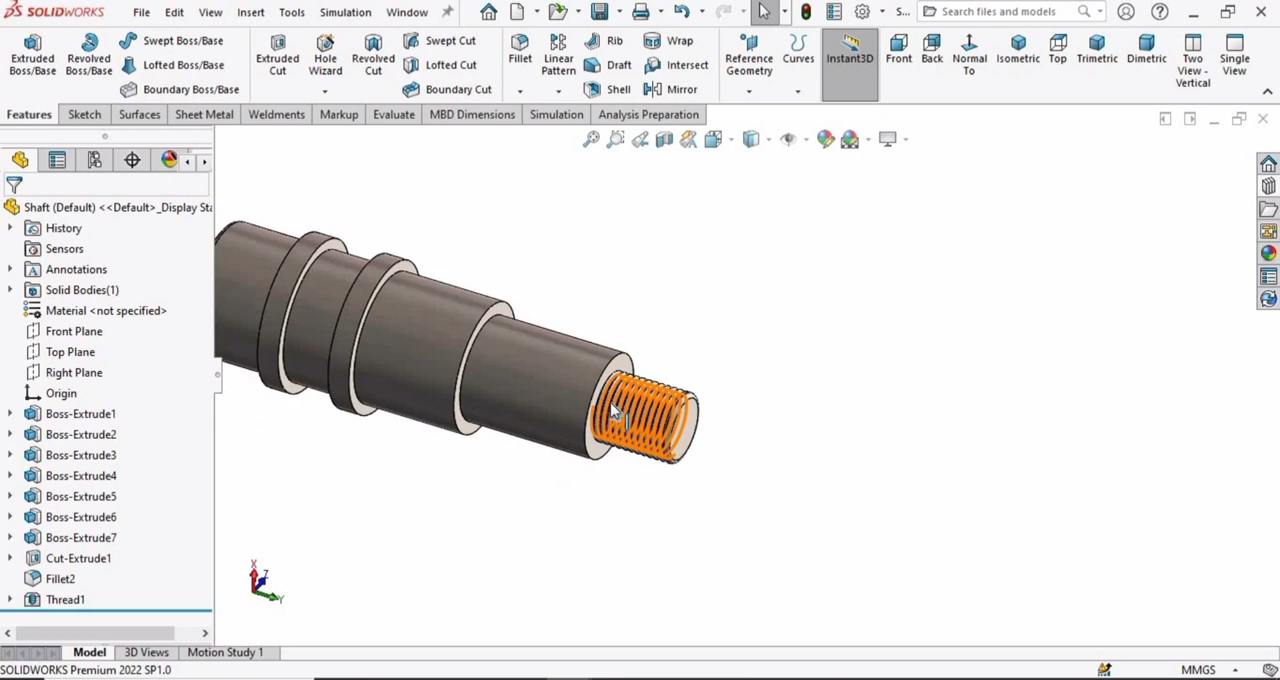 SOLIDWORKS File Edit View Insert Tools Simulation Window S... Search files and models
Extruded Boss/Base
Revolved Boss/Base
Swept Boss/Base
Lofted Boss/Base
Boundary Boss/Base
Extruded Cut
Hole Wizard
Revolved Cut
Swept Cut
Lofted Cut
Boundary Cut
Fillet
Linear Pattern
Rib
Draft
Shell
Wrap
Intersect
Mirror
Reference Geometry
Curves
Instant3D
Front
Back
Normal To
Isometric
Top
Trimetric
Dimetric
Two View - Vertical
Single View
Features Sketch Surfaces Sheet Metal Weldments Markup Evaluate MBD Dimensions Simulation Analysis Preparation
Shaft (Default) <<Default>_Display Sta
History
Sensors
Annotations
Solid Bodies(1)
Material <not specified>
Front Plane
Top Plane
Right Plane
Origin
Boss-Extrude1
Boss-Extrude2
Boss-Extrude3
Boss-Extrude4
Boss-Extrude5
Boss-Extrude6
Boss-Extrude7
Cut-Extrude1
Fillet2
Thread1
X
Z
Y
Model 3D Views Motion Study 1
SOLIDWORKS Premium 2022 SP1.0 MMGS